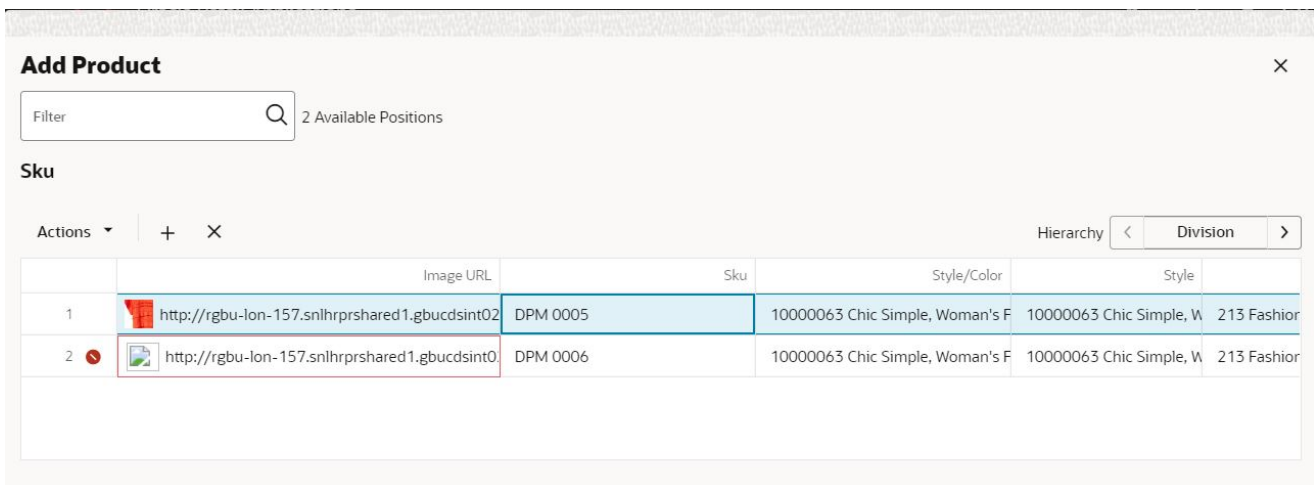 Add Product
Filter
2 Available Positions
Sku
Actions
Hierarchy
Division
Image URL Sku Style/Color Style
1 http://rgbu-lon-157.snlhrprshared1.gbucdsint02 DPM 0005 10000063 Chic Simple, Woman's F 10000063 Chic Simple, W 213 Fashion
2 http://rgbu-lon-157.snlhrprshared1.gbucdsint0 DPM 0006 10000063 Chic Simple, Woman's F 10000063 Chic Simple, W 213 Fashion